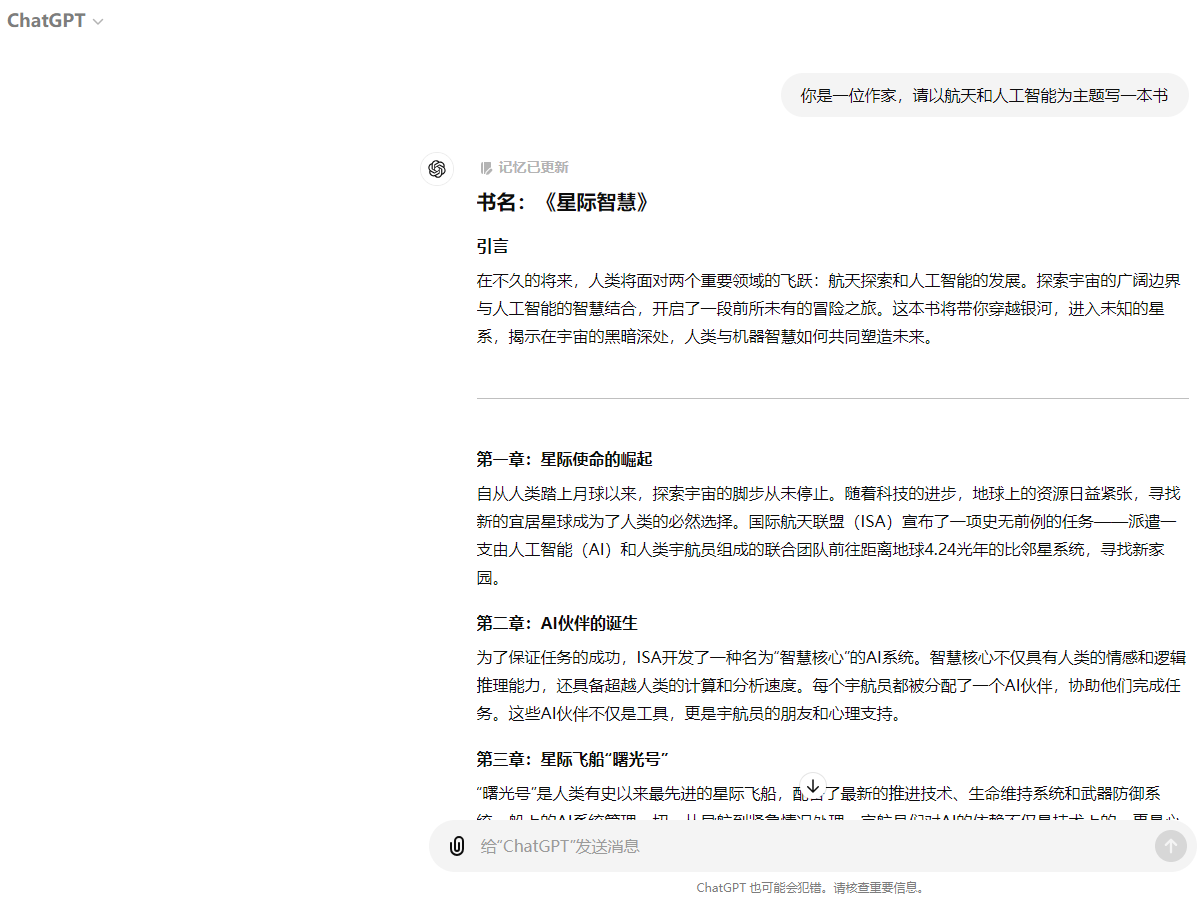 ChatGPT
你是一位作家，请以航天和人工智能为主题写一本书
记忆已更新
书名：《星际智慧》
引言
在不久的将来，人类将面对两个重要领域的飞跃：航天探索和人工智能的发展。探索宇宙的广阔边界
与人工智能的智慧结合，开启了一段前所未有的冒险之旅。这本书将带你穿越银河，进入未知的星
系，揭示在宇宙的黑暗深处，人类与机器智慧如何共同塑造未来。
第一章：星际使命的崛起
自从人类踏上月球以来，探索宇宙的脚步从未停止。随着科技的进步，地球上的资源日益紧张，寻找
新的宜居星球成为了人类的必然选择。国际航天联盟（ISA）宣布了一项史无前例的任务——派遣一
支由人工智能（AI）和人类宇航员组成的联合团队前往距离地球4.24光年的比邻星系统，寻找新家
园。
第二章：AI伙伴的诞生
为了保证任务的成功，ISA开发了一种名为“智慧核心”的AI系统。智慧核心不仅具有人类的情感和逻辑
推理能力，还具备超越人类的计算和分析速度。每个宇航员都被分配了一个AI伙伴，协助他们完成任
务。这些AI伙伴不仅是工具，更是宇航员的朋友和心理支持。
第三章：星际飞船“曙光号”
“曙光号”是人类有史以来最先进的星际飞船，配备了最新的推进技术、生命维持系统和武器防御系
给“ChatGPT”发送消息
ChatGPT 也可能会犯错。请核查重要信息。